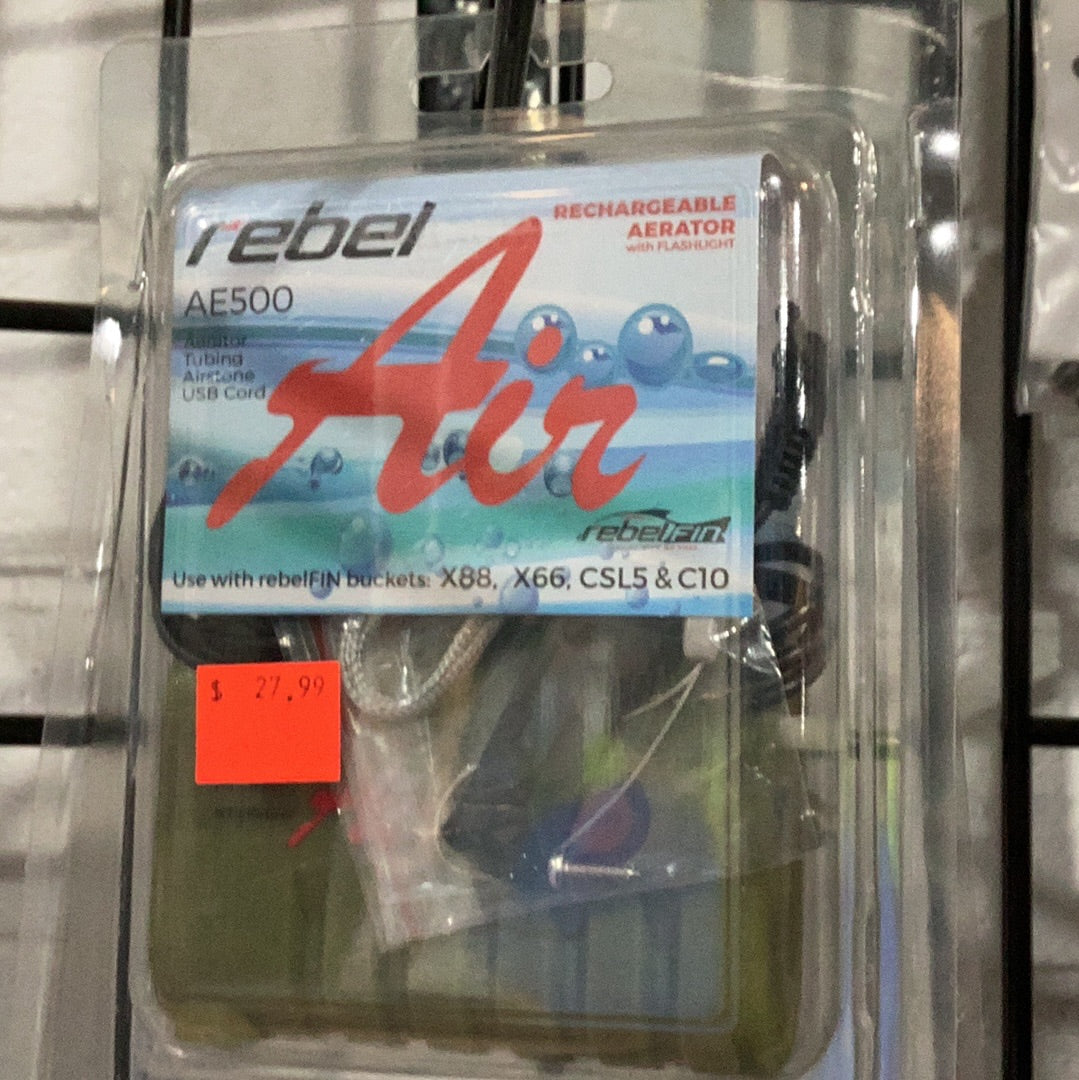 rebel
RECHARGEABLE
AERATOR
with FLASHLIGHT
AE500
Aerator
Tubing
Airstone
USB Cord
Air
rebelFIN
Use with rebelFIN buckets: X88, X66, CSL5 & C10
$ 27.99